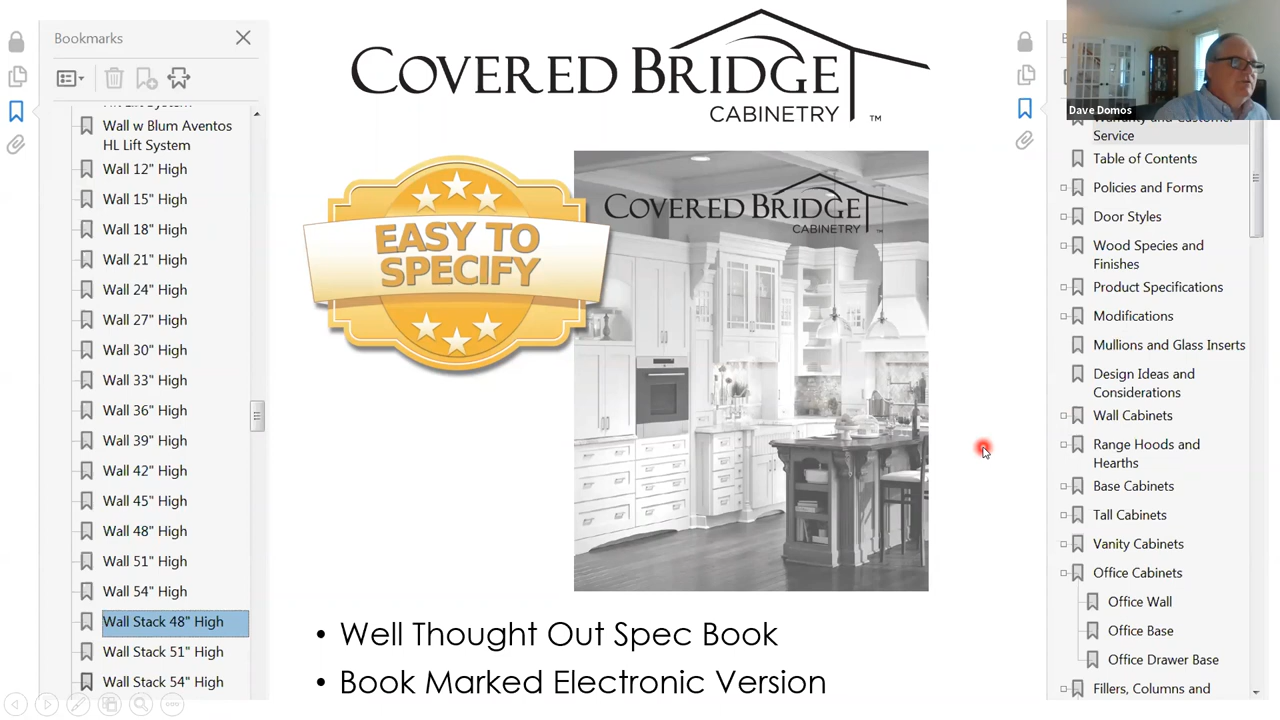 Bookmarks
Wall w Blum Aventos
HL Lift System
Wall 12" High
Wall 15" High
Wall 18" High
Wall 21" High
Wall 24" High
Wall 27" High
Wall 30" High
Wall 33" High
Wall 36" High
Wall 39" High
Wall 42" High
Wall 45" High
Wall 48" High
Wall 51" High
Wall 54" High
Wall Stack 48" High
Wall Stack 51" High
Wall Stack 54" High
COVERED BRIDGE
CABINETRY™
EASY TO
SPECIFY
COVERED BRIDGE
CABINETRY™
• Well Thought Out Spec Book
• Book Marked Electronic Version
Dave Domos
Warranty and Customer
Service
Table of Contents
Policies and Forms
Door Styles
Wood Species and
Finishes
Product Specifications
Modifications
Mullions and Glass Inserts
Design Ideas and
Considerations
Wall Cabinets
Range Hoods and
Hearths
Base Cabinets
Tall Cabinets
Vanity Cabinets
Office Cabinets
Office Wall
Office Base
Office Drawer Base
Fillers, Columns and